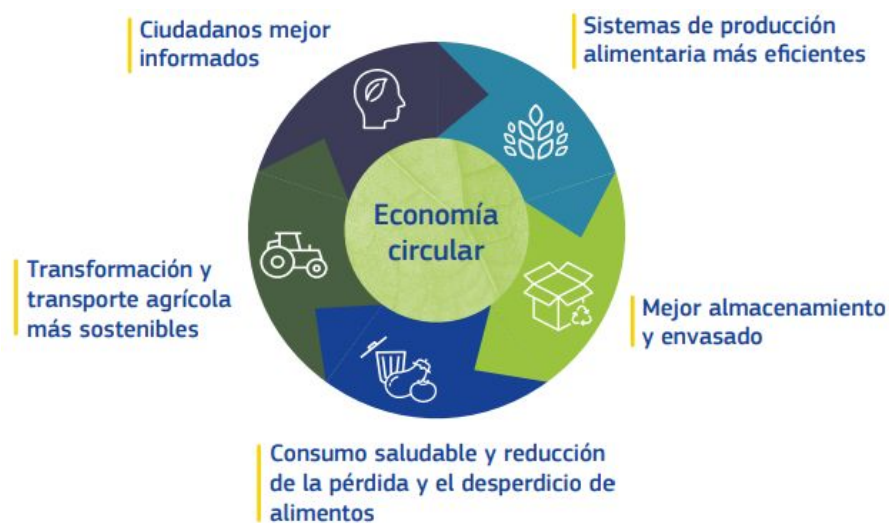 Ciudadanos mejor
informados
Sistemas de producción
alimentaria más eficientes
Economía
circular
Transformación y
transporte agrícola
más sostenibles
Mejor almacenamiento
y envasado
Consumo saludable y reducción
de la pérdida y el desperdicio de
alimentos